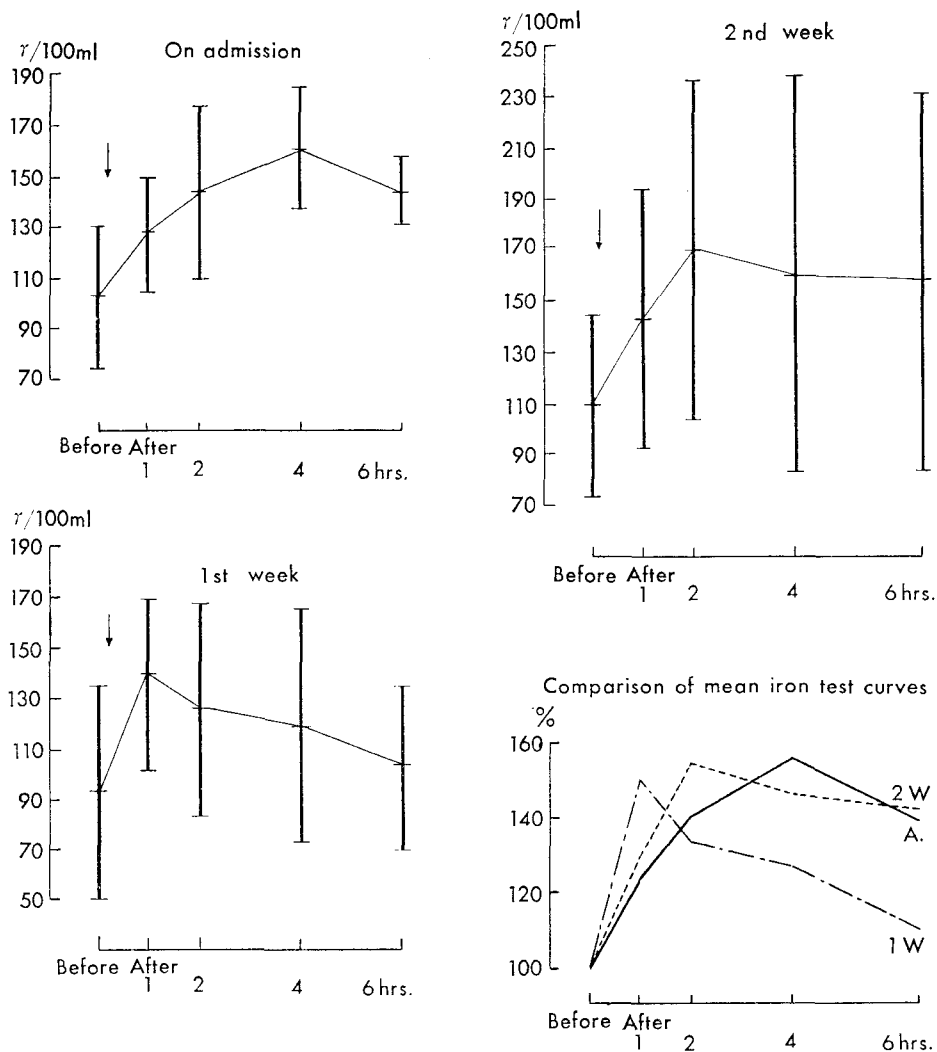 γ/100ml
On admission
190
170
150
130
110
90
70
Before After
1 2 4 6 hrs.
γ/100ml
1st week
190
170
150
130
110
90
70
50
Before After
1 2 4 6 hrs.
2 nd week
γ/100ml
250
230
210
190
170
150
130
110
90
70
Before After
1 2 4 6 hrs.
Comparison of mean iron test curves
%
160
140
120
100
2 W
A.
1 W
Before After
1 2 4 6 hrs.